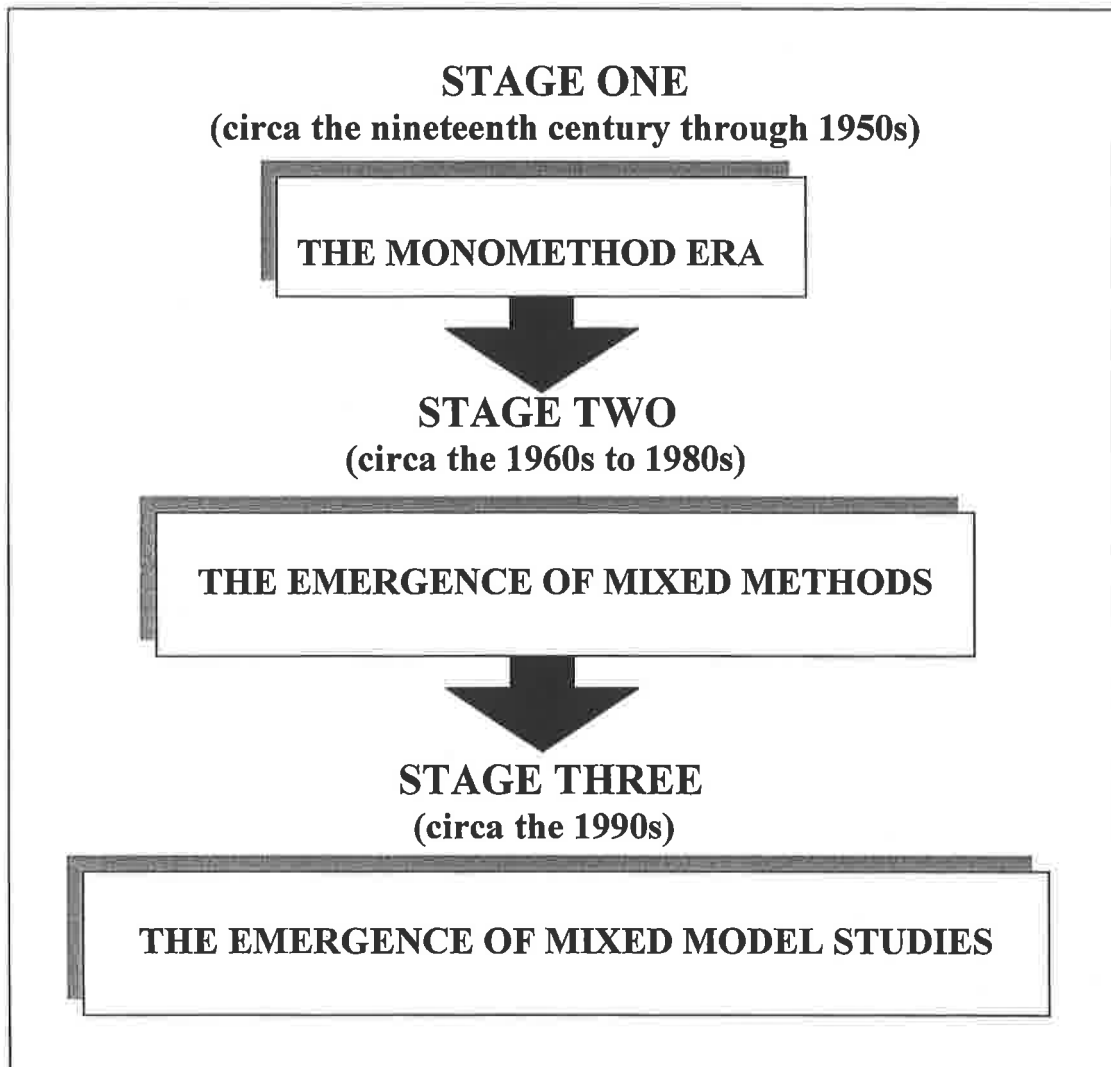 STAGE ONE
(circa the nineteenth century through 1950s)
THE MONOMETHOD ERA
STAGE TWO
(circa the 1960s to 1980s)
THE EMERGENCE OF MIXED METHODS
STAGE THREE
(circa the 1990s)
THE EMERGENCE OF MIXED MODEL STUDIES